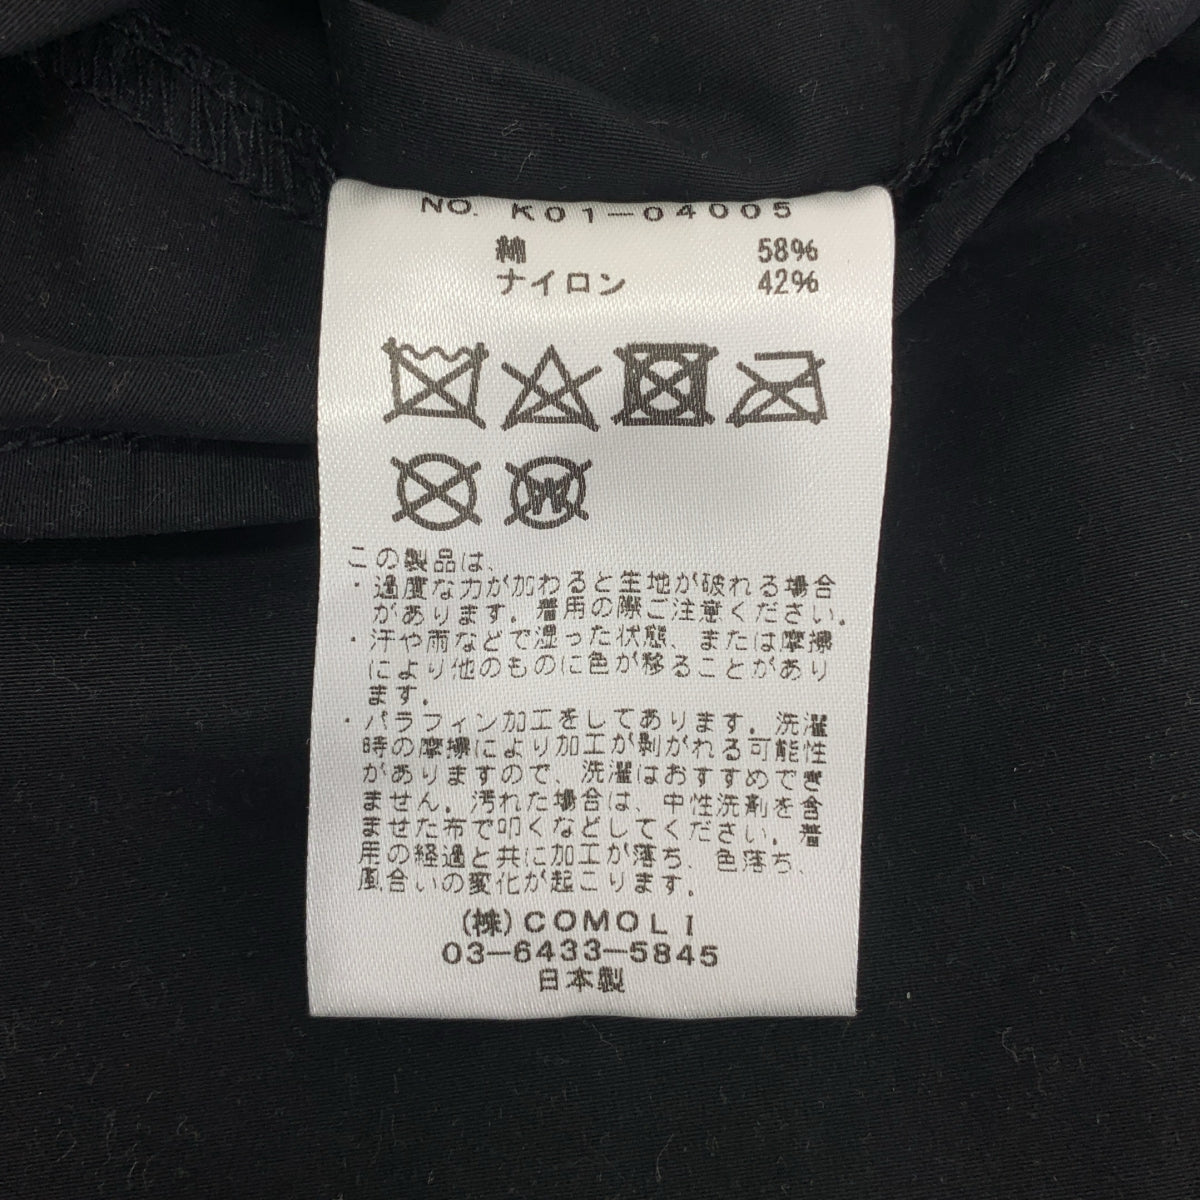 NO. K01-04005
綿 58%
ナイロン 42%
W
この製品は、
・過度な力が加わると生地が破れる場合
があります。着用の際ご注意ください。
・汗や雨などで湿った状態、または摩擦
により他のものに色が移ることがあり
ます。
・パラフィン加工をしてあります。洗濯
時の摩擦により加工が剥がれる可能性
がありますので、洗濯はおすすめでき
ません。汚れた場合は、中性洗剤を含
ませた布で叩くなどしてください。着
用の経過と共に加工が落ち、色落ち、
風合いの変化が起こります。
(株)COMOLI
03-6433-5845
日本製